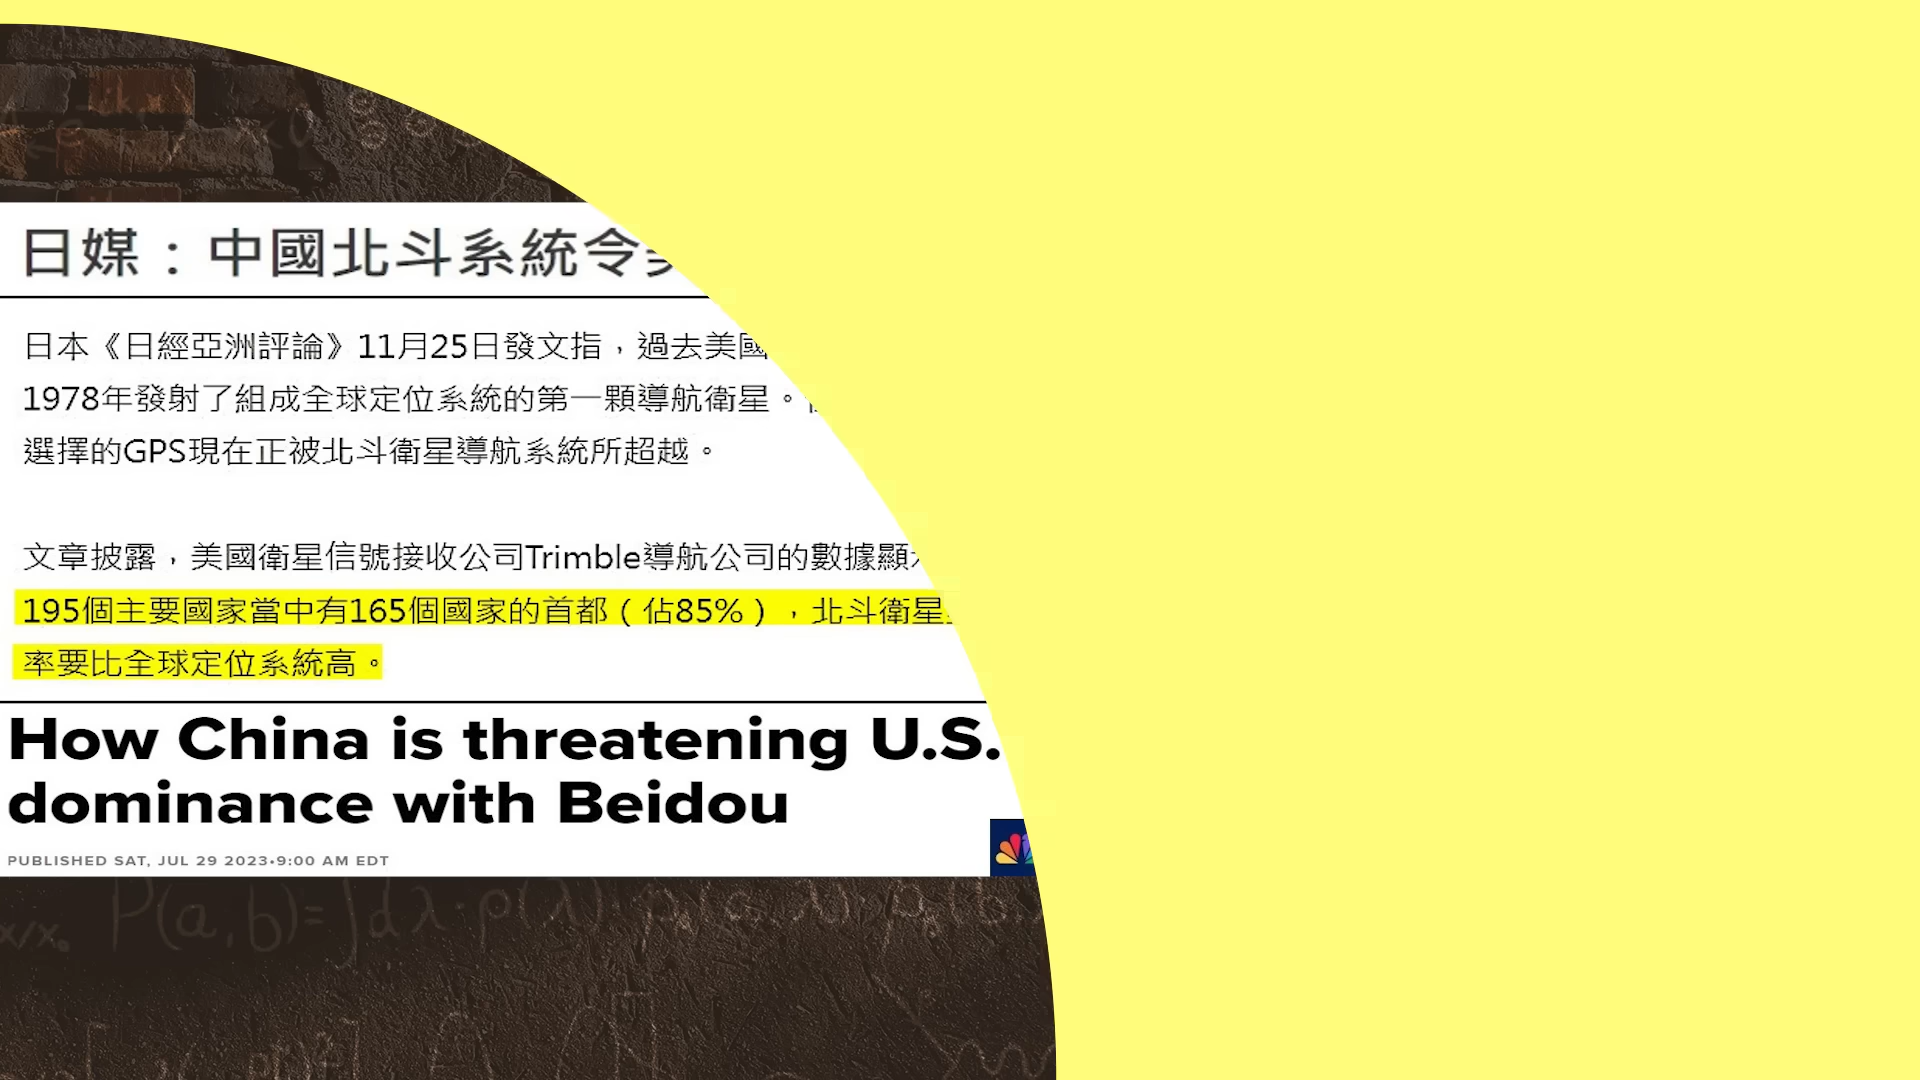 日媒：中國北斗系統令
日本《日經亞洲評論》11月25日發文指，過去美國
1978年發射了組成全球定位系統的第一顆導航衛星。
選擇的GPS現在正被北斗衛星導航系統所超越。
文章披露，美國衛星信號接收公司Trimble導航公司的數據顯
195個主要國家當中有165個國家的首都（佔85%），北斗衛星
率要比全球定位系統高。
How China is threatening U.S.
dominance with Beidou
PUBLISHED SAT, JUL 29 2023•9:00 AM EDT
P(a,b)=∫dλ·ρ(λ)